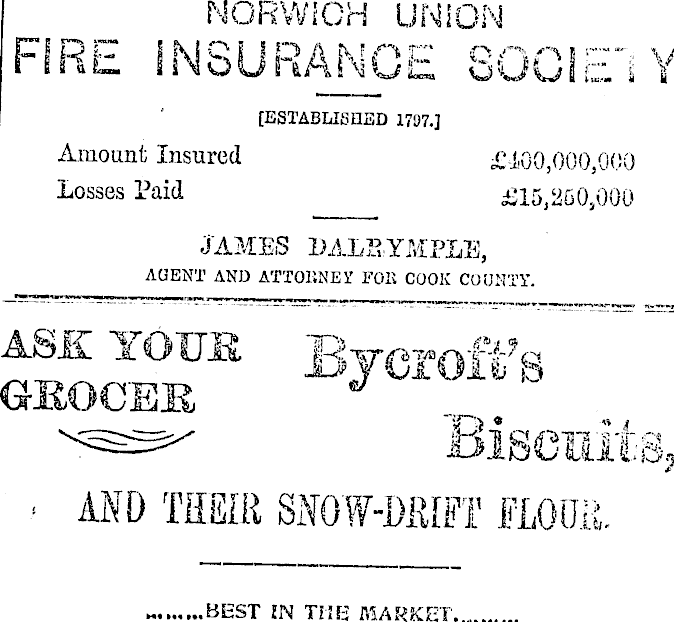 NORWICH UNION
FIRE INSURANCE SOCIETY
[ESTABLISHED 1797.]
Amount Insured £400,000,000
Losses Paid £15,250,000
JAMES DALRYMPLE,
AGENT AND ATTORNEY FOR COOK COUNTY.
ASK YOUR GROCER
Bycroft's
Biscuits,
AND THEIR SNOW-DRIFT FLOUR.
........BEST IN THE MARKET.........